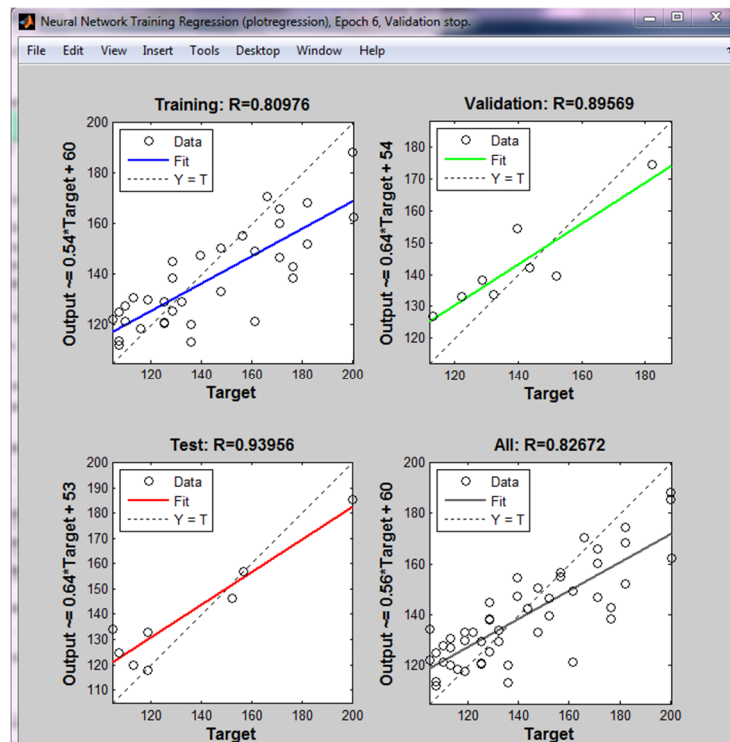 Neural Network Training Regression (plotregression), Epoch 6, Validation stop.
File Edit View Insert Tools Desktop Window Help
Training: R=0.80976
Output ~= 0.54*Target + 60
200
180
160
140
120
Data
Fit
Y = T
120 140 160 180 200
Target
Validation: R=0.89569
Output ~= 0.64*Target + 54
180
170
160
150
140
130
120
Data
Fit
Y = T
120 140 160 180
Target
Test: R=0.93956
Output ~= 0.64*Target + 53
200
190
180
170
160
150
140
130
120
110
Data
Fit
Y = T
120 140 160 180 200
Target
All: R=0.82672
Output ~= 0.56*Target + 60
200
180
160
140
120
Data
Fit
Y = T
120 140 160 180 200
Target